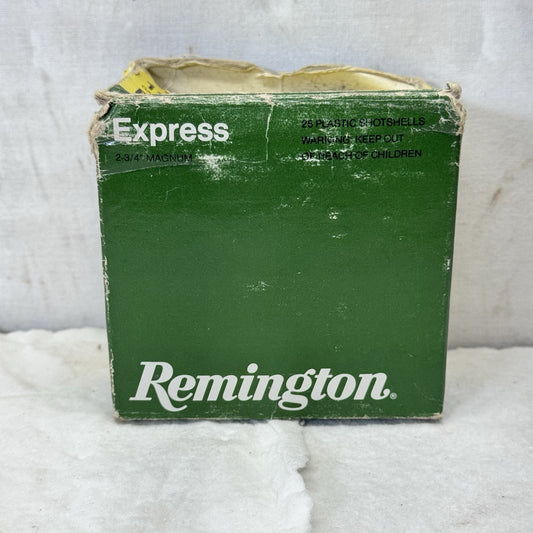 Express
2-3/4" MAGNUM
25 PLASTIC SHOTSHELLS
WARNING: KEEP OUT
OF REACH OF CHILDREN
Remington®